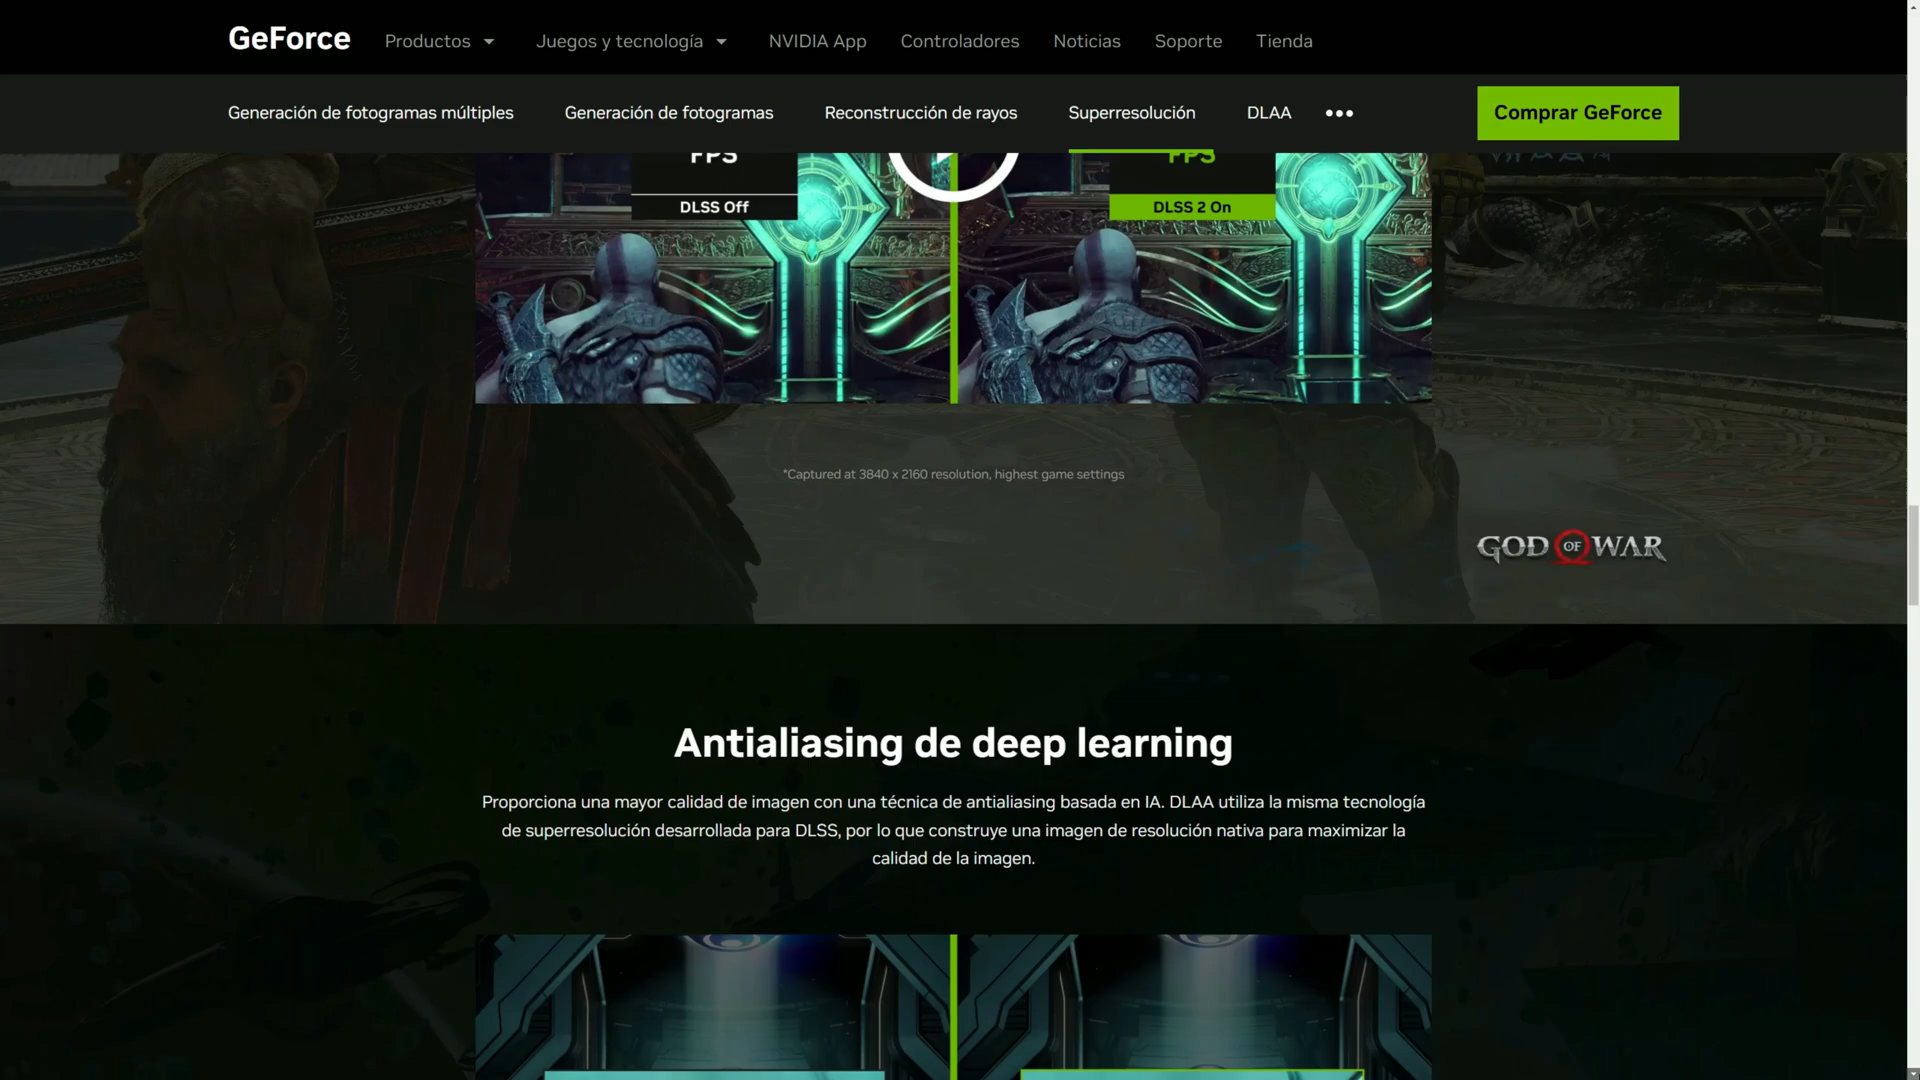 GeForce Productos Juegos y tecnología NVIDIA App Controladores Noticias Soporte Tienda
Generación de fotogramas múltiples Generación de fotogramas Reconstrucción de rayos Superresolución DLAA ••• Comprar GeForce
FPS FPS
DLSS Off DLSS 2 On
*Captured at 3840 x 2160 resolution, highest game settings
GOD OF WAR
Antialiasing de deep learning
Proporciona una mayor calidad de imagen con una técnica de antialiasing basada en IA. DLAA utiliza la misma tecnología
de superresolución desarrollada para DLSS, por lo que construye una imagen de resolución nativa para maximizar la
calidad de la imagen.